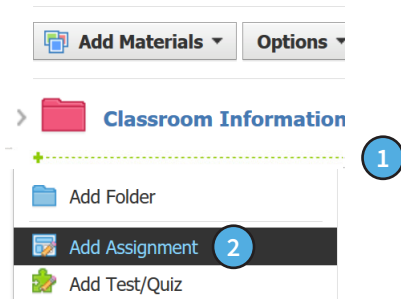 Add Materials Options
Classroom Information
1
Add Folder
Add Assignment 2
Add Test/Quiz